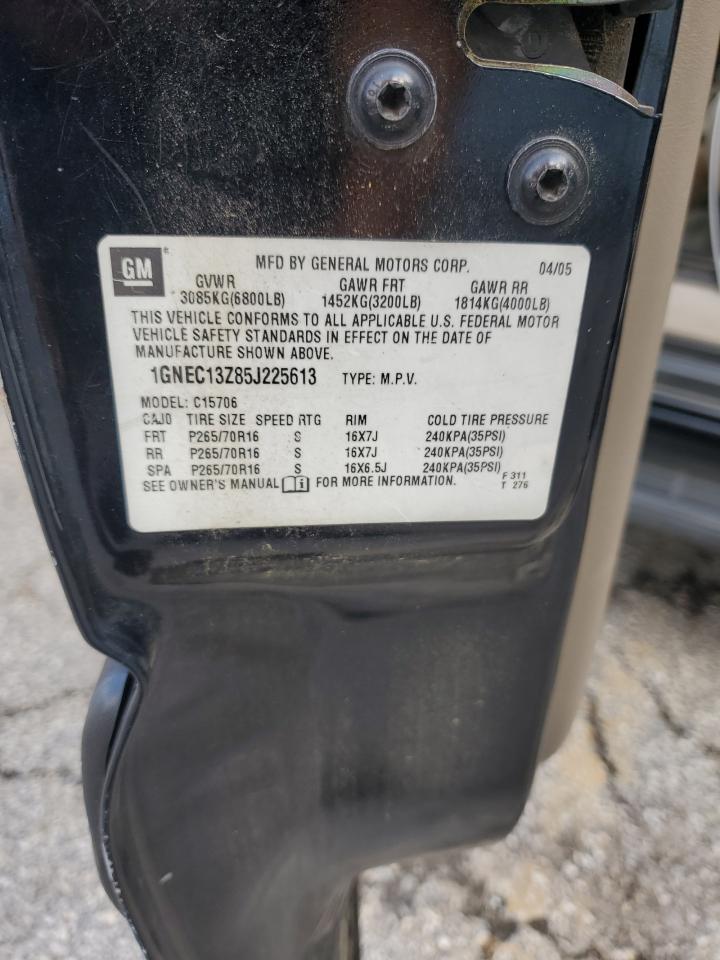 GM ®
MFD BY GENERAL MOTORS CORP. 04/05
GVWR GAWR FRT GAWR RR
3085KG(6800LB) 1452KG(3200LB) 1814KG(4000LB)
THIS VEHICLE CONFORMS TO ALL APPLICABLE U.S. FEDERAL MOTOR
VEHICLE SAFETY STANDARDS IN EFFECT ON THE DATE OF
MANUFACTURE SHOWN ABOVE.
1GNEC13Z85J225613 TYPE: M.P.V.
MODEL: C15706
CAJ0 TIRE SIZE SPEED RTG RIM COLD TIRE PRESSURE
FRT P265/70R16 S 16X7J 240KPA(35PSI)
RR P265/70R16 S 16X7J 240KPA(35PSI)
SPA P265/70R16 S 16X6.5J 240KPA(35PSI)
SEE OWNER'S MANUAL i FOR MORE INFORMATION. F 311
T 276